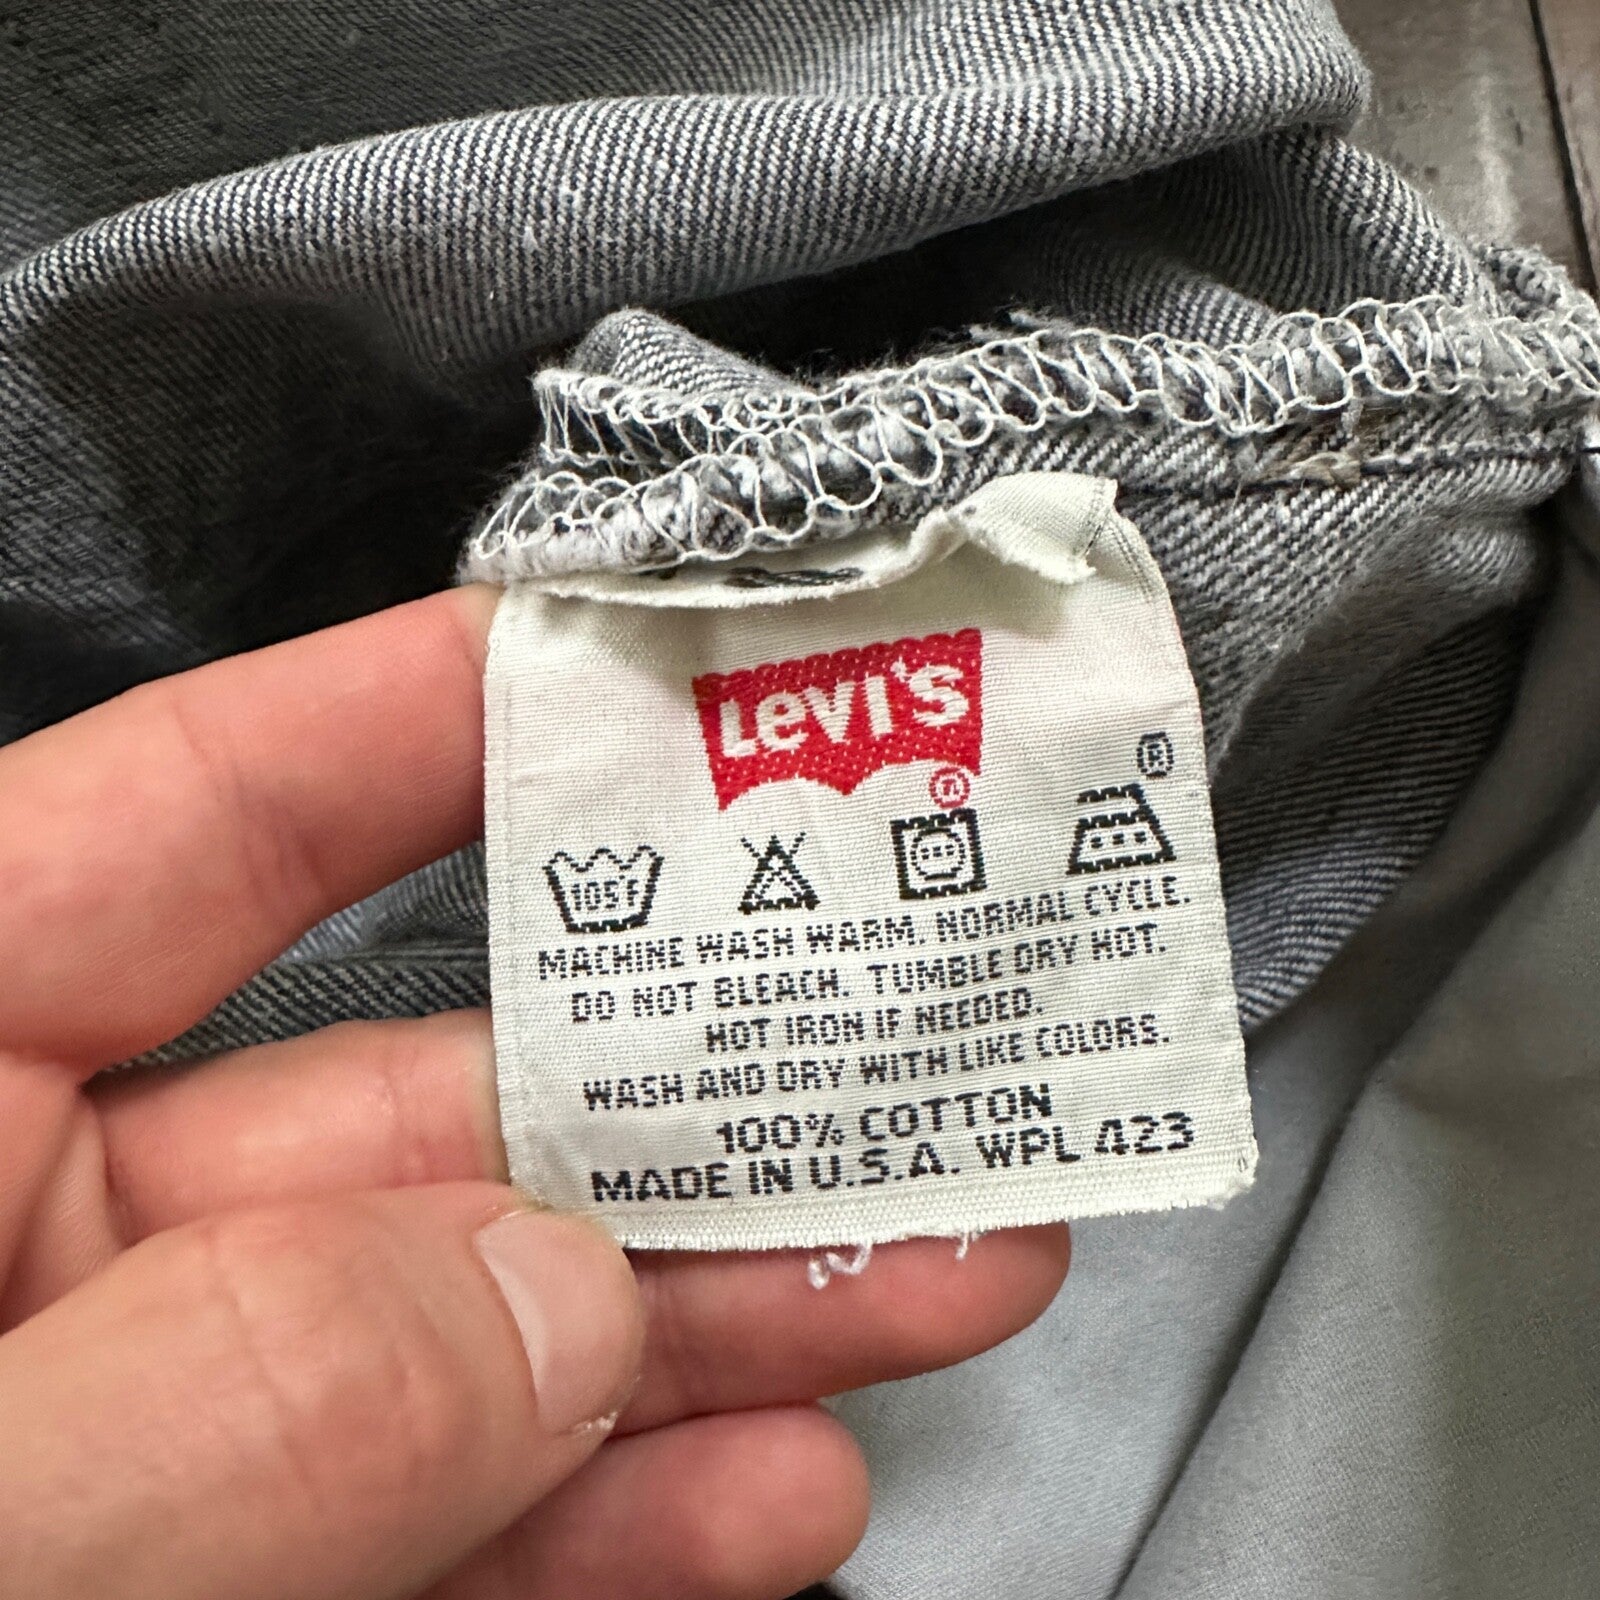 Levi's
®
®
105°F
MACHINE WASH WARM. NORMAL CYCLE.
DO NOT BLEACH. TUMBLE DRY HOT.
HOT IRON IF NEEDED.
WASH AND DRY WITH LIKE COLORS.
100% COTTON
MADE IN U.S.A. WPL 423